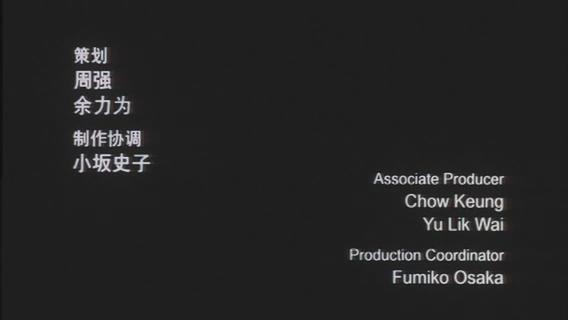 策划
周强
余力为
制作协调
小坂史子
Associate Producer
Chow Keung
Yu Lik Wai
Production Coordinator
Fumiko Osaka